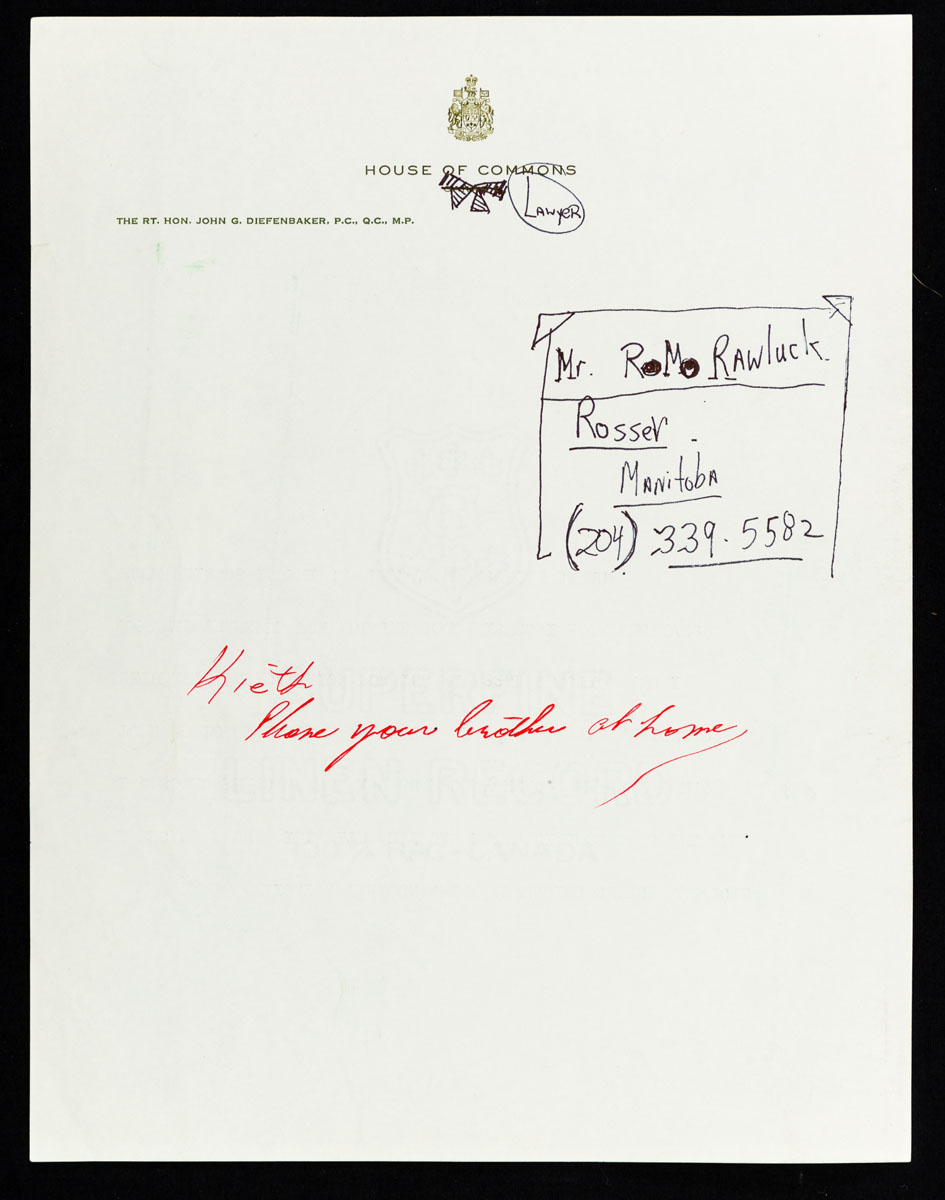 HOUSE OF COMMONS
LAWYER
THE RT. HON. JOHN G. DIEFENBAKER, P.C., Q.C., M.P.
Mr. RoMo RAWluck.
Rosser.
MANitobA
(204) 339.5582
Kieth
Phone your brother at home